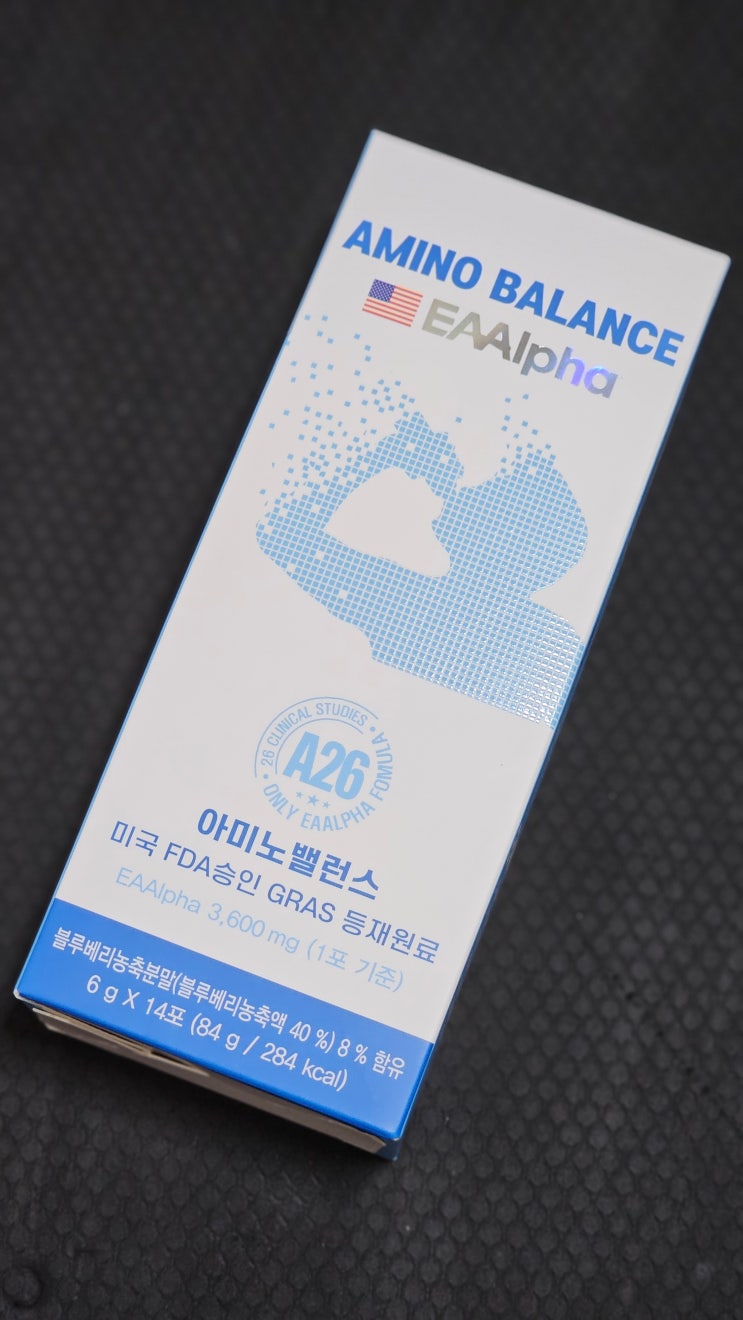 AMINO BALANCE
EAAlpha
26 CLINICAL STUDIES
A26
ONLY EAALPHA FOMULA
아미노밸런스
미국 FDA승인 GRAS 등재원료
EAAlpha 3,600 mg (1포 기준)
블루베리농축분말(블루베리농축액 40 %) 8 % 함유
6 g X 14포 (84 g / 284 kcal)